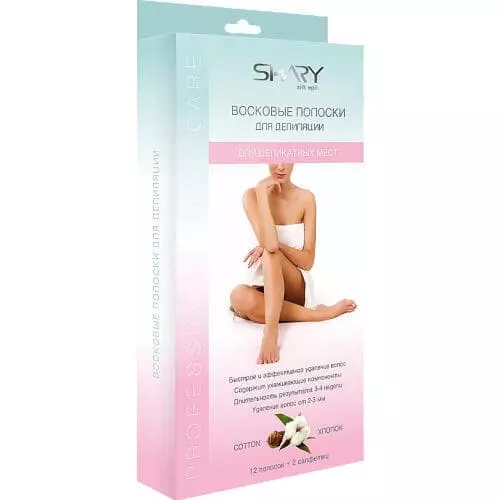 SHARY
silk epil
ВОСКОВЫЕ ПОЛОСКИ
ДЛЯ ДЕПИЛЯЦИИ
ДЛЯ ДЕЛИКАТНЫХ МЕСТ
Быстрое и эффективное удаление волос
Содержит ухаживающие компоненты
Длительность результата 3-4 недели
Удаление волос от 2-3 мм
COTTON ХЛОПОК
12 полосок + 2 салфетки
PROFESSIONAL CARE
ВОСКОВЫЕ ПОЛОСКИ ДЛЯ ДЕПИЛЯЦИИ